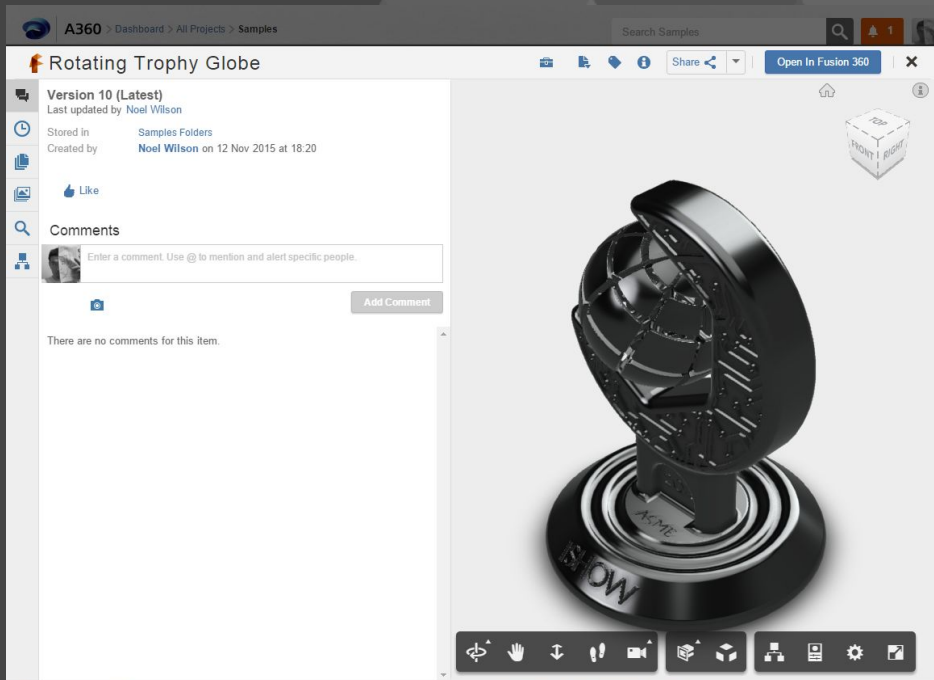 A360 > Dashboard > All Projects > Samples
Search Samples
1
Rotating Trophy Globe
Share
Open In Fusion 360
Version 10 (Latest)
Last updated by Noel Wilson
Stored in Samples Folders
Created by Noel Wilson on 12 Nov 2015 at 18:20
Like
Comments
Enter a comment. Use @ to mention and alert specific people.
Add Comment
There are no comments for this item.
TOP
FRONT
RIGHT
ASME
ISHOW